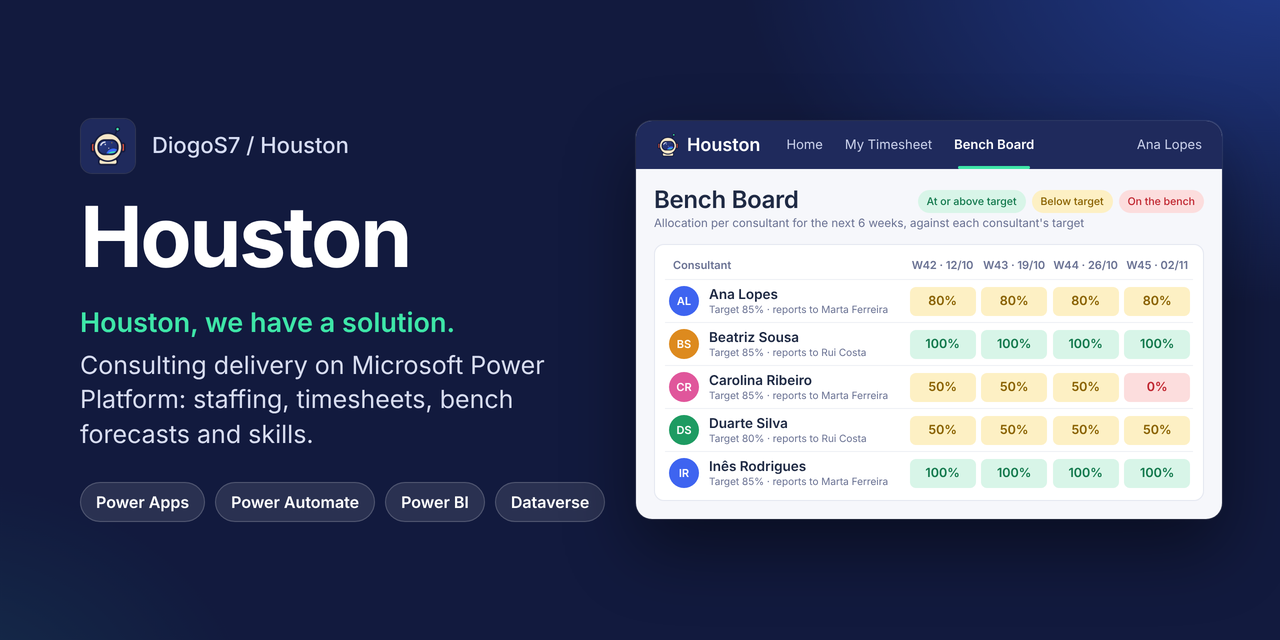 DiogoS7 / Houston
Houston
Houston, we have a solution.
Consulting delivery on Microsoft Power
Platform: staffing, timesheets, bench
forecasts and skills.
Power Apps Power Automate Power BI Dataverse
Houston Home My Timesheet Bench Board Ana Lopes
Bench Board At or above target Below target On the bench
Allocation per consultant for the next 6 weeks, against each consultant's target
Consultant W42 · 12/10 W43 · 19/10 W44 · 26/10 W45 · 02/11
AL Ana Lopes 80% 80% 80% 80%
Target 85% · reports to Marta Ferreira
BS Beatriz Sousa 100% 100% 100% 100%
Target 85% · reports to Rui Costa
CR Carolina Ribeiro 50% 50% 50% 0%
Target 85% · reports to Marta Ferreira
DS Duarte Silva 50% 50% 50% 50%
Target 80% · reports to Rui Costa
IR Inês Rodrigues 100% 100% 100% 100%
Target 85% · reports to Marta Ferreira